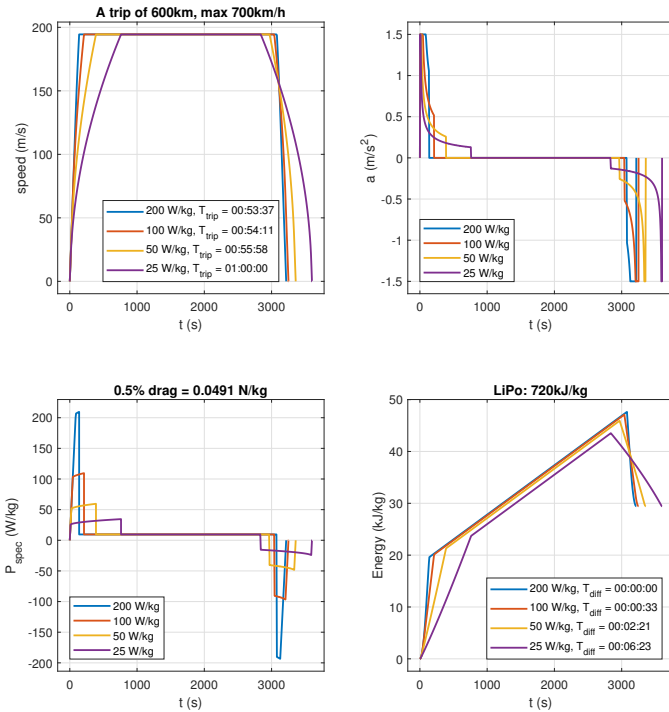 A trip of 600km, max 700km/h
200
150
100
50
0
speed (m/s)
0 1000 2000 3000
t (s)
200 W/kg, T_trip = 00:53:37
100 W/kg, T_trip = 00:54:11
50 W/kg, T_trip = 00:55:58
25 W/kg, T_trip = 01:00:00
1.5
1
0.5
0
-0.5
-1
-1.5
a (m/s²)
0 1000 2000 3000
t (s)
200 W/kg
100 W/kg
50 W/kg
25 W/kg
0.5% drag = 0.0491 N/kg
200
150
100
50
0
-50
-100
-150
-200
P_spec (W/kg)
0 1000 2000 3000
t (s)
200 W/kg
100 W/kg
50 W/kg
25 W/kg
LiPo: 720kJ/kg
50
40
30
20
10
0
Energy (kJ/kg)
0 1000 2000 3000
t (s)
200 W/kg, T_diff = 00:00:00
100 W/kg, T_diff = 00:00:33
50 W/kg, T_diff = 00:02:21
25 W/kg, T_diff = 00:06:23